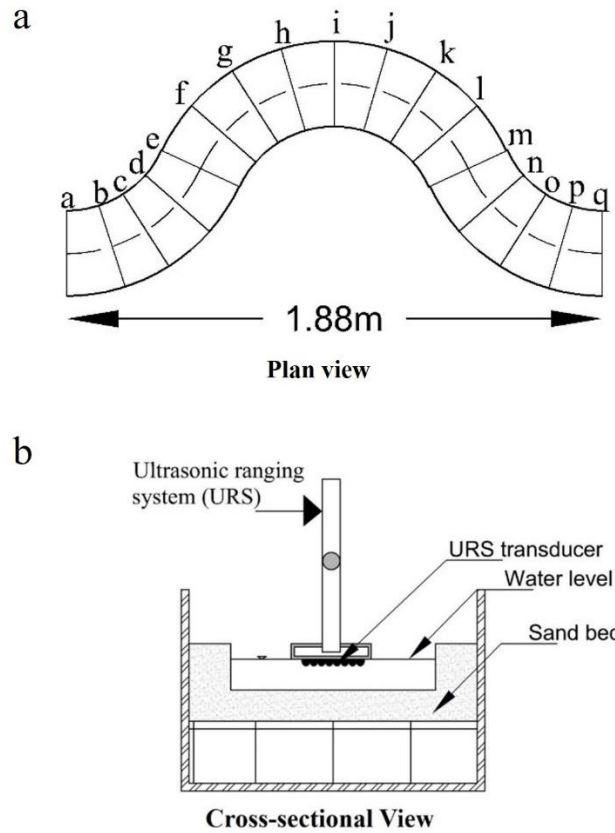 a
a b c d e f g h i j k l m n o p q
1.88m
Plan view
b
Ultrasonic ranging
system (URS)
URS transducer
Water level
Sand bed
Cross-sectional View